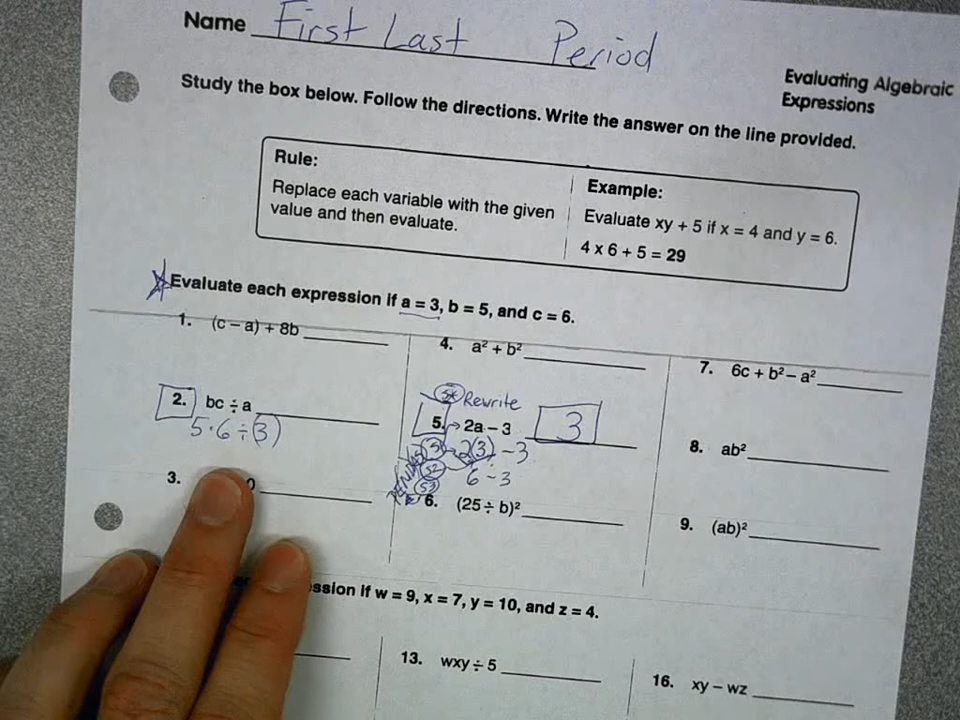 Name First Last Period
Evaluating Algebraic
Expressions
Study the box below. Follow the directions. Write the answer on the line provided.
Rule:
Replace each variable with the given
value and then evaluate.
Example:
Evaluate xy + 5 if x = 4 and y = 6.
4 x 6 + 5 = 29
Evaluate each expression if a = 3, b = 5, and c = 6.
1. (c – a) + 8b
2. bc ÷ a
5·6÷(3)
3.
4. a² + b²
Rewrite
5. 2a – 3 3
2(3) - 3
6 - 3
PEMDAS
S1
S2
S3
6. (25 ÷ b)²
7. 6c + b² – a²
8. ab²
9. (ab)²
ssion if w = 9, x = 7, y = 10, and z = 4.
13. wxy ÷ 5
16. xy – wz